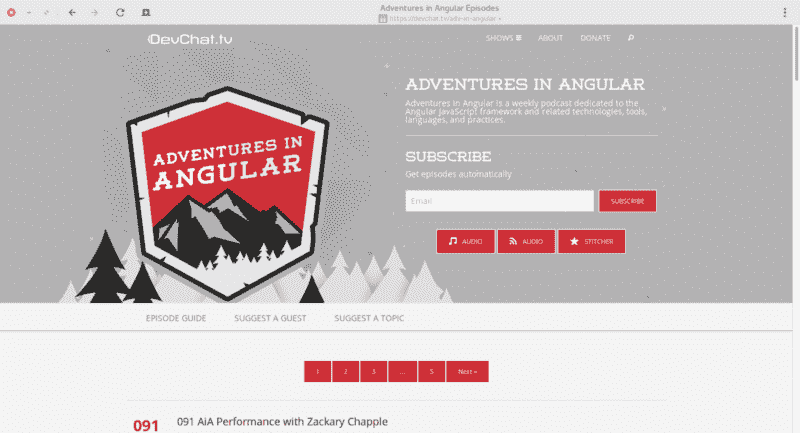 Adventures in Angular Episodes
https://devchat.tv/adv-in-angular
DevChat.tv
SHOWS
ABOUT
DONATE
ADVENTURES IN
ANGULAR
ADVENTURES IN ANGULAR
Adventures in Angular is a weekly podcast dedicated to the
Angular JavaScript framework and related technologies, tools,
languages, and practices.
SUBSCRIBE
Get episodes automatically
Email
SUBSCRIBE
AUDIO
AUDIO
STITCHER
EPISODE GUIDE
SUGGEST A GUEST
SUGGEST A TOPIC
1
2
3
...
5
Next »
091
091 AiA Performance with Zackary Chapple